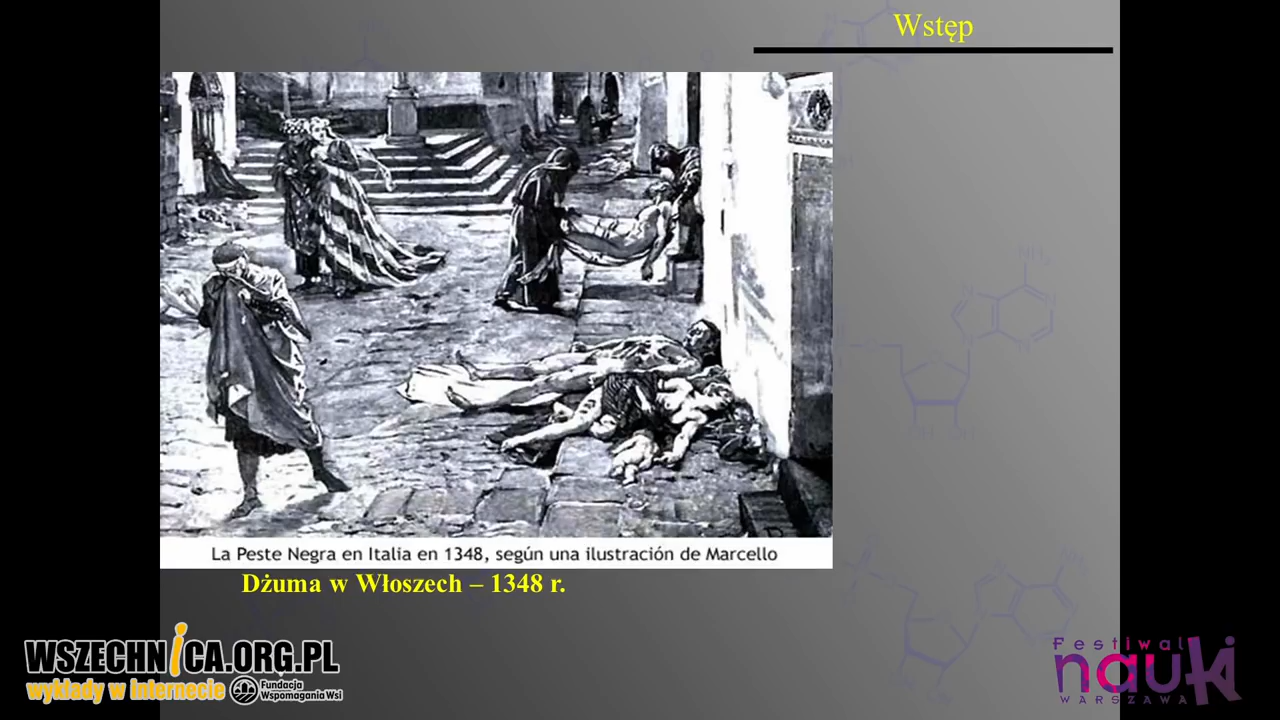 Wstęp
La Peste Negra en Italia en 1348, según una ilustración de Marcello
Dżuma w Włoszech – 1348 r.
WSZECHNICA.ORG.PL
wykłady w internecie
Fundacja
Wspomagania Wsi
Festiwal
nauki
WARSZAWA